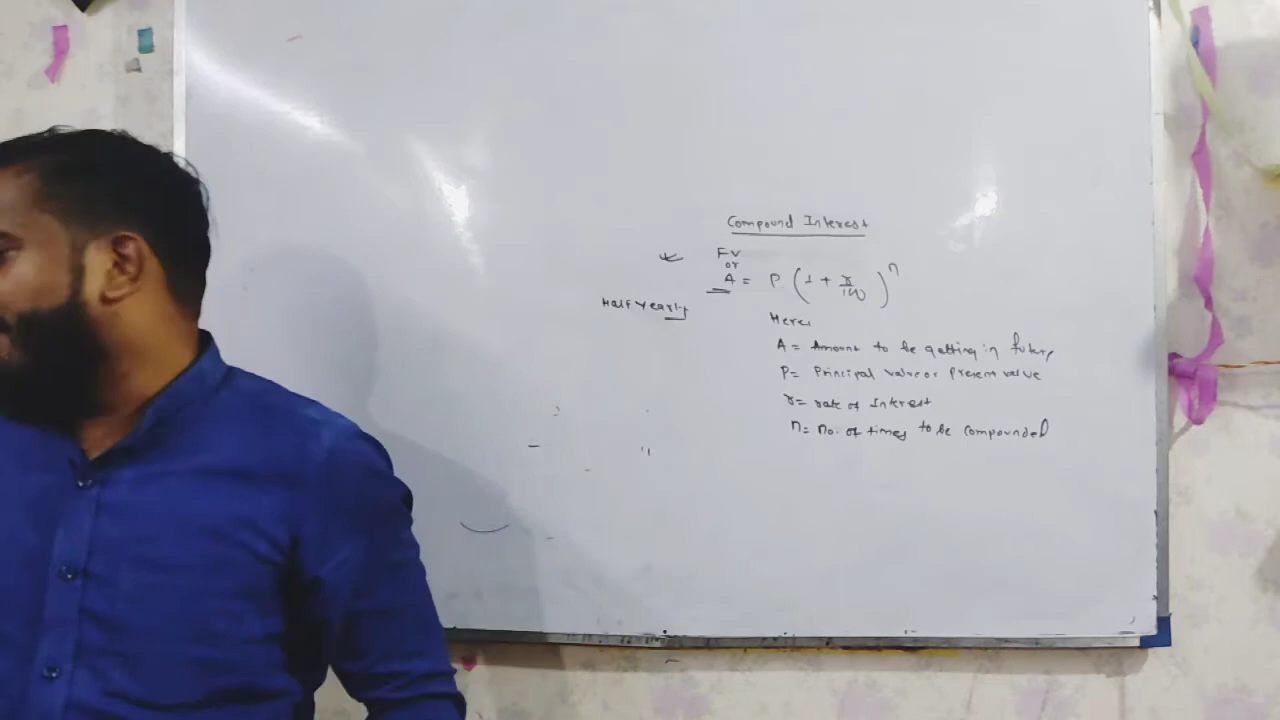 Compound Interest
FV
or
A = P (1 + r/100)^n
Half yearly
Here,
A = Amount to be getting in future
P = Principal value or Present value
r = rate of Interest
n = no. of times to be compounded